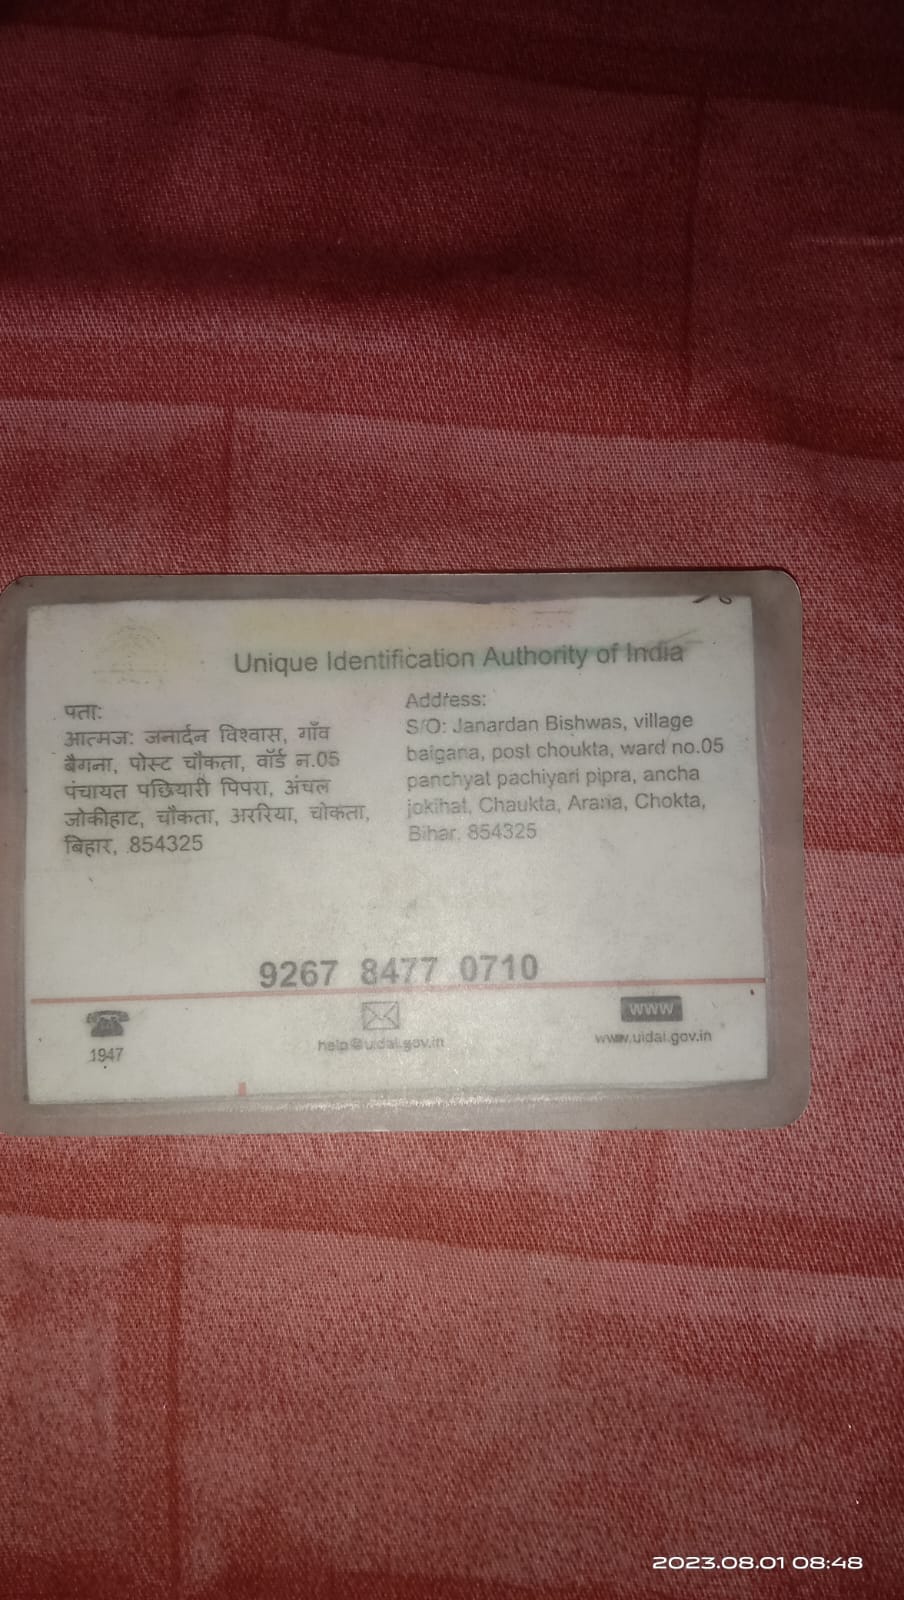 Unique Identification Authority of India
पता:
आत्मज: जनार्दन विश्वास, गाँव
बैगना, पोस्ट चौकता, वॉर्ड न.05
पंचायत पछियारी पिपरा, अंचल
जोकीहाट, चौकता, अररिया, चोकता,
बिहार, 854325
Address:
S/O: Janardan Bishwas, village
baigana, post choukta, ward no.05
panchyat pachiyari pipra, ancha
jokihat, Chaukta, Araria, Chokta,
Bihar, 854325
9267 8477 0710
1947
help@uidai.gov.in
www
www.uidai.gov.in
2023.08.01 08:48